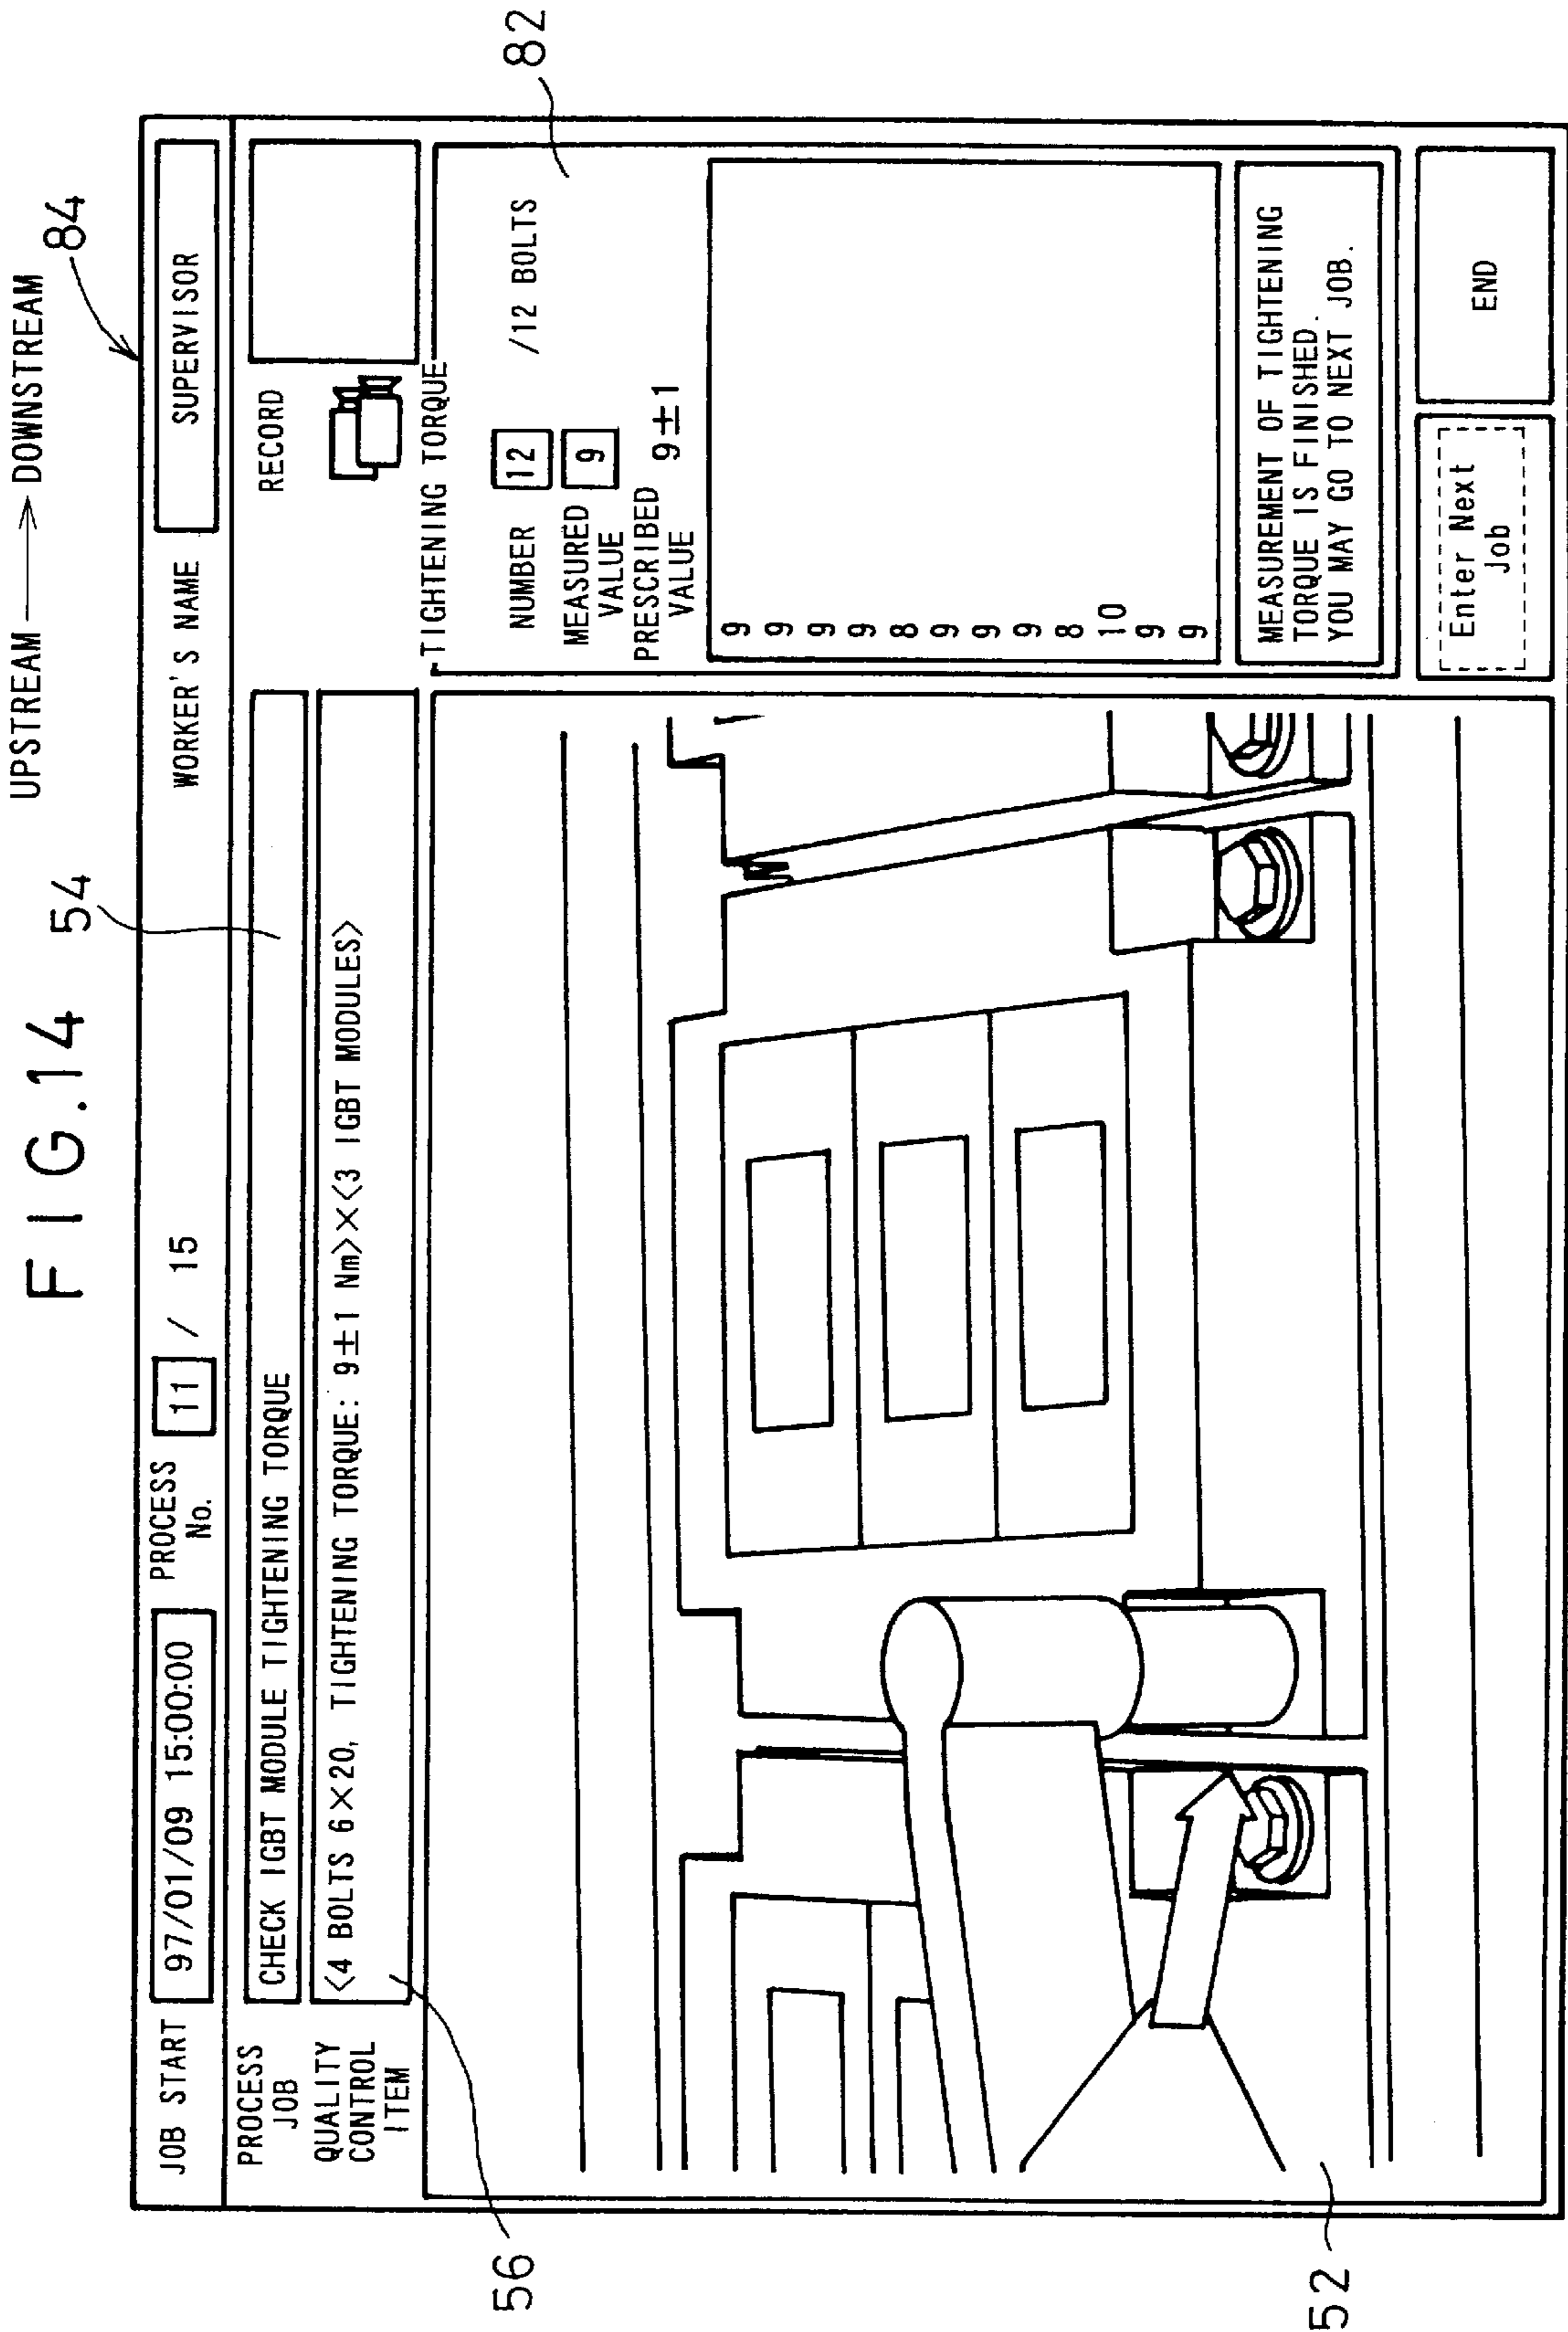 UPSTREAM → DOWNSTREAM
FIG.14
84
54
JOB START 97/01/09 15:00:00 PROCESS No. 11 / 15 WORKER'S NAME SUPERVISOR
PROCESS JOB CHECK IGBT MODULE TIGHTENING TORQUE
QUALITY CONTROL ITEM <4 BOLTS 6×20, TIGHTENING TORQUE: 9±1 Nm>×<3 IGBT MODULES>
RECORD
TIGHTENING TORQUE
NUMBER 12 /12 BOLTS
MEASURED VALUE 9
PRESCRIBED VALUE 9±1
9
9
9
9
8
9
9
9
8
10
9
9
MEASUREMENT OF TIGHTENING
TORQUE IS FINISHED.
YOU MAY GO TO NEXT JOB.
Enter Next
Job
END
82
56
52